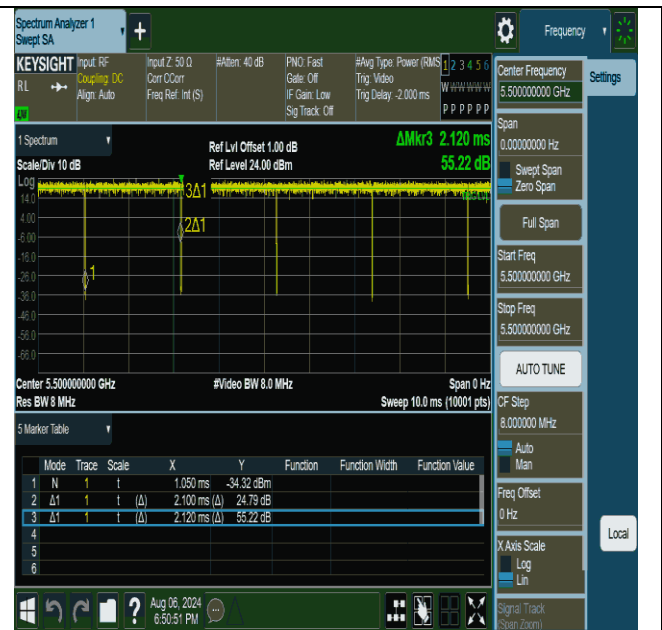 Spectrum Analyzer 1
Swept SA
+
Frequency
KEYSIGHT
RL
Input: RF
Coupling: DC
Align: Auto
Input Z: 50 Ω
Corr CCorr
Freq Ref: Int (S)
#Atten: 40 dB
PNO: Fast
Gate: Off
IF Gain: Low
Sig Track: Off
#Avg Type: Power (RMS
Trig: Video
Trig Delay: -2.000 ms
1 2 3 4 5 6
W W W W W W
P P P P P P
Center Frequency
5.500000000 GHz
Settings
Span
0.00000000 Hz
Swept Span
Zero Span
Full Span
Start Freq
5.500000000 GHz
Stop Freq
5.500000000 GHz
AUTO TUNE
CF Step
8.000000 MHz
Auto
Man
Freq Offset
0 Hz
X Axis Scale
Log
Lin
Signal Track
(Span Zoom)
Local
1 Spectrum
Scale/Div 10 dB
Ref Lvl Offset 1.00 dB
Ref Level 24.00 dBm
ΔMkr3 2.120 ms
55.22 dB
Log
14.0
4.00
-6.00
-16.0
-26.0
-36.0
-46.0
-56.0
-66.0
3Δ1
2Δ1
1
Center 5.500000000 GHz
#Video BW 8.0 MHz
Span 0 Hz
Res BW 8 MHz
Sweep 10.0 ms (10001 pts)
5 Marker Table
Mode Trace Scale X Y Function Function Width Function Value
1 N 1 t 1.050 ms -34.32 dBm
2 Δ1 1 t (Δ) 2.100 ms (Δ) 24.79 dB
3 Δ1 1 t (Δ) 2.120 ms (Δ) 55.22 dB
4
5
6
?
Aug 06, 2024
6:50:51 PM